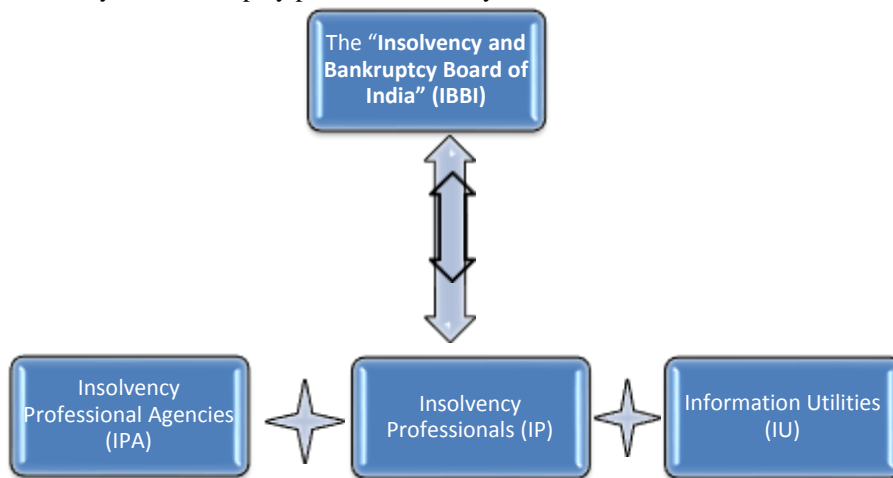 The “Insolvency and
Bankruptcy Board of
India” (IBBI)
Insolvency
Professional Agencies
(IPA)
Insolvency
Professionals (IP)
Information Utilities
(IU)